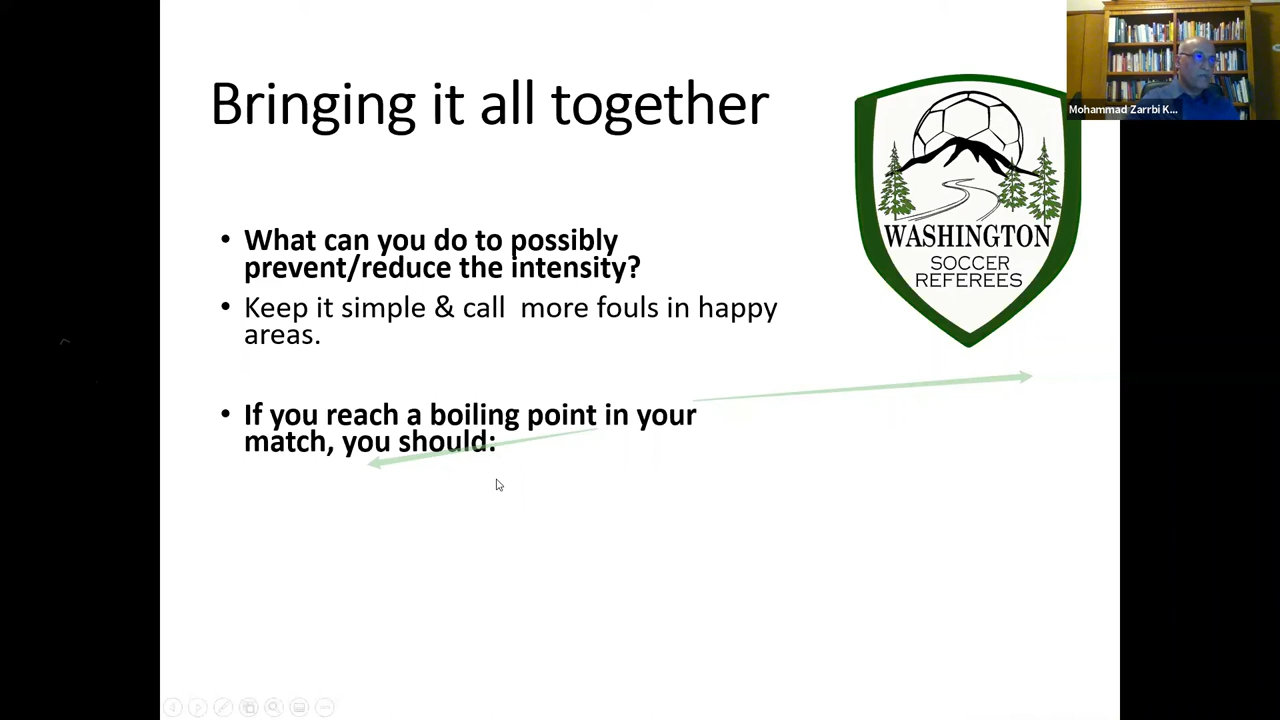 Bringing it all together
• What can you do to possibly
prevent/reduce the intensity?
• Keep it simple & call more fouls in happy
areas.
• If you reach a boiling point in your
match, you should:
WASHINGTON
SOCCER
REFEREES
Mohammad Zarrbi K...